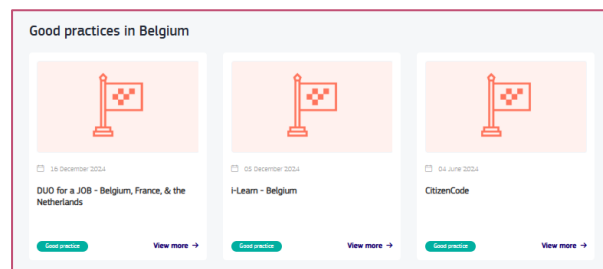 Good practices in Belgium
16 December 2024
DUO for a JOB - Belgium, France, & the
Netherlands
Good practice
View more →
03 December 2024
i-Learn - Belgium
Good practice
View more →
04 June 2024
CitizenCode
Good practice
View more →